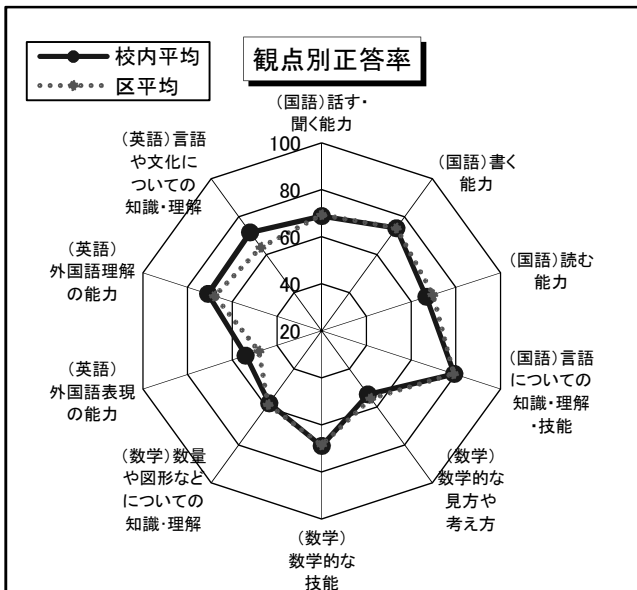 校内平均
区平均
観点別正答率
(国語)話す・
聞く能力
(国語)書く
能力
(国語)読む
能力
(国語)言語
についての
知識・理解
・技能
(数学)
数学的な
見方や
考え方
(数学)
数学的な
技能
(数学)数量
や図形など
についての
知識・理解
(英語)
外国語表現
の能力
(英語)
外国語理解
の能力
(英語)言語
や文化に
ついての
知識・理解
100
80
60
40
20